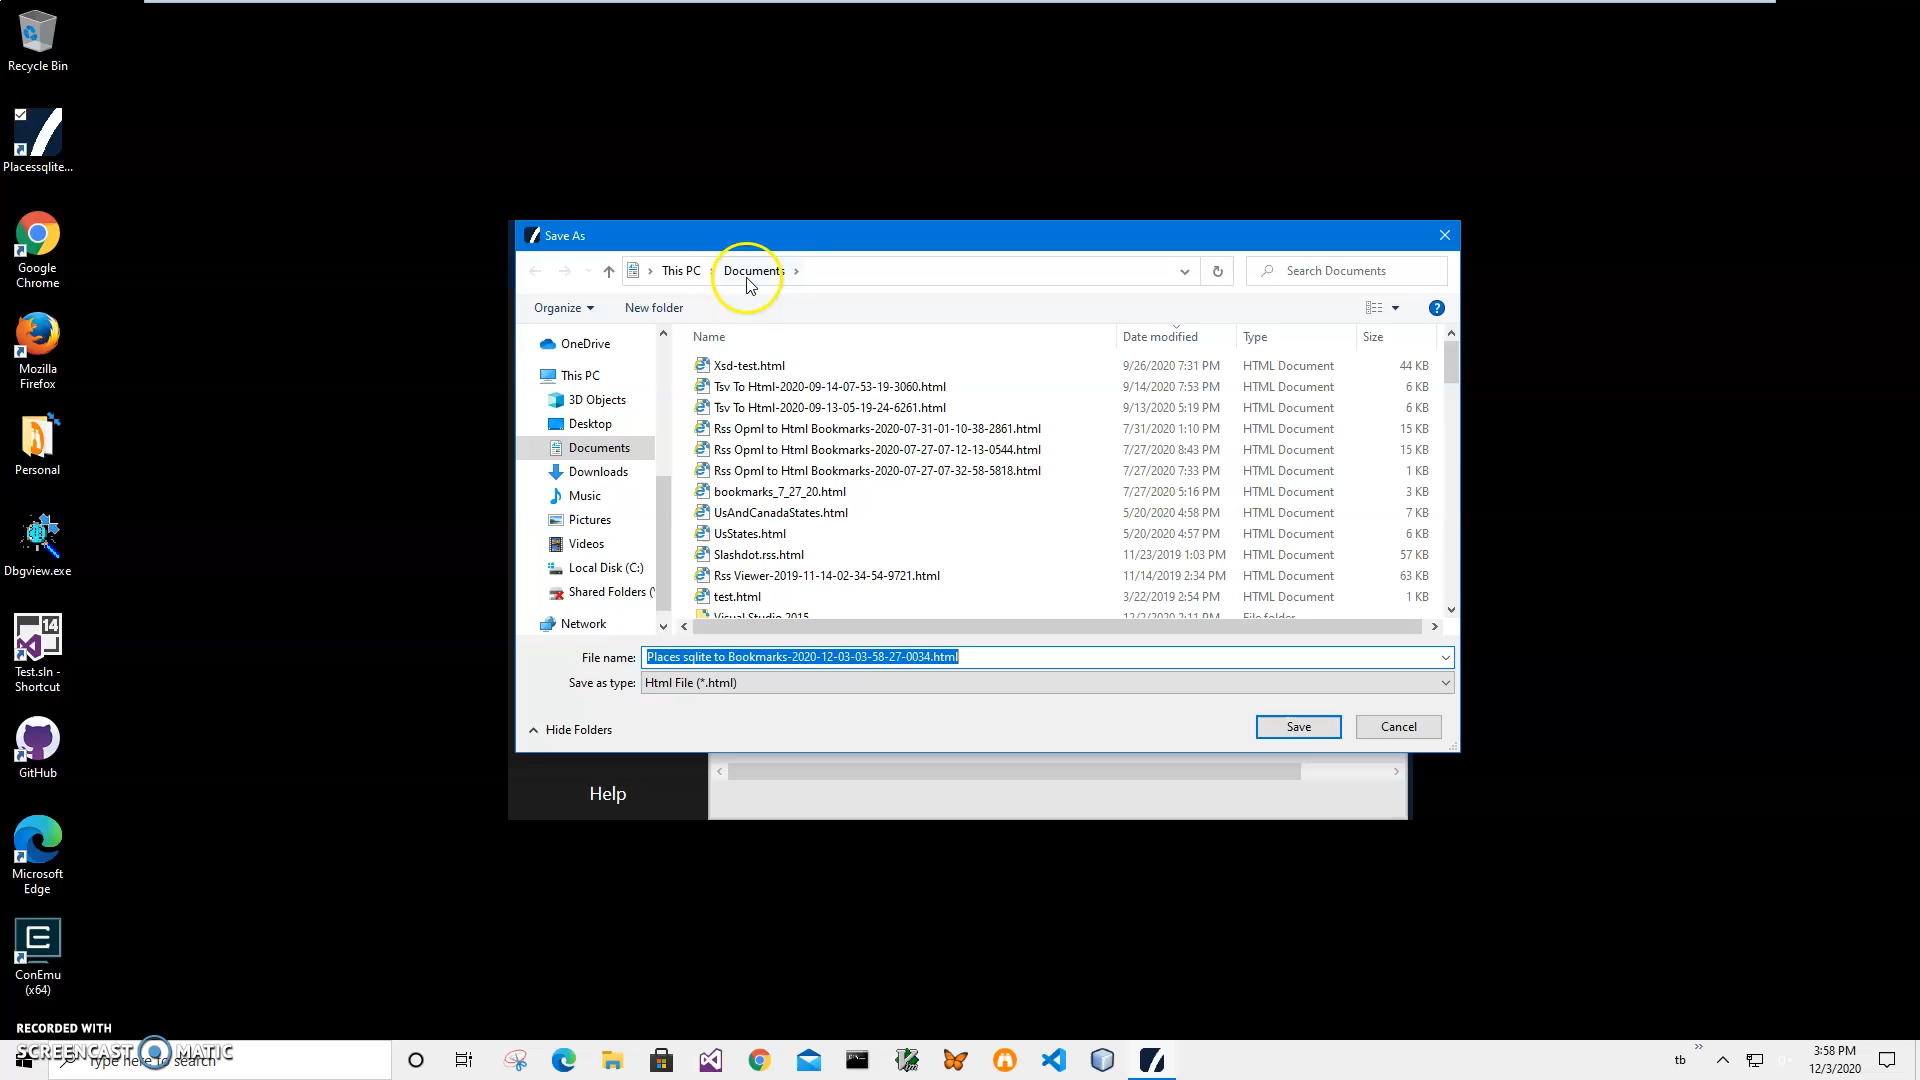 Recycle Bin
Placessqlite...
Google
Chrome
Mozilla
Firefox
Personal
Dbgview.exe
14
Test.sln -
Shortcut
GitHub
Microsoft
Edge
ConEmu
(x64)
Save As
This PC
Documents
Search Documents
Organize
New folder
?
OneDrive
This PC
3D Objects
Desktop
Documents
Downloads
Music
Pictures
Videos
Local Disk (C:)
Shared Folders (
Network
Name Date modified Type Size
Xsd-test.html 9/26/2020 7:31 PM HTML Document 44 KB
Tsv To Html-2020-09-14-07-53-19-3060.html 9/14/2020 7:53 PM HTML Document 6 KB
Tsv To Html-2020-09-13-05-19-24-6261.html 9/13/2020 5:19 PM HTML Document 6 KB
Rss Opml to Html Bookmarks-2020-07-31-01-10-38-2861.html 7/31/2020 1:10 PM HTML Document 15 KB
Rss Opml to Html Bookmarks-2020-07-27-07-12-13-0544.html 7/27/2020 8:43 PM HTML Document 15 KB
Rss Opml to Html Bookmarks-2020-07-27-07-32-58-5818.html 7/27/2020 7:33 PM HTML Document 1 KB
bookmarks_7_27_20.html 7/27/2020 5:16 PM HTML Document 3 KB
UsAndCanadaStates.html 5/20/2020 4:58 PM HTML Document 7 KB
UsStates.html 5/20/2020 4:57 PM HTML Document 6 KB
Slashdot.rss.html 11/23/2019 1:03 PM HTML Document 57 KB
Rss Viewer-2019-11-14-02-34-54-9721.html 11/14/2019 2:34 PM HTML Document 63 KB
test.html 3/22/2019 2:54 PM HTML Document 1 KB
Visual Studio 2015 12/2/2020 2:11 PM File folder
File name: Places sqlite to Bookmarks-2020-12-03-03-58-27-0034.html
Save as type: Html File (*.html)
Hide Folders
Save
Cancel
Help
RECORDED WITH
SCREENCAST MATIC
Type here to search
tb
3:58 PM
12/3/2020